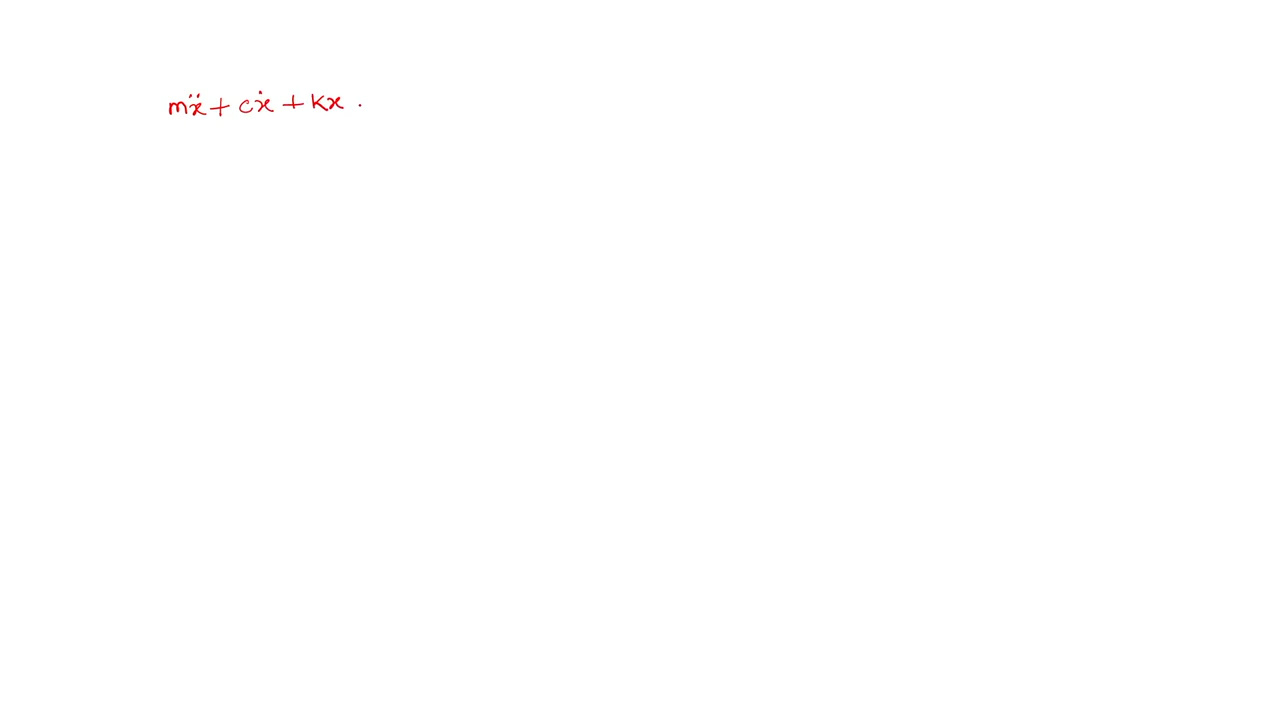 mẍ + cẋ + kx .